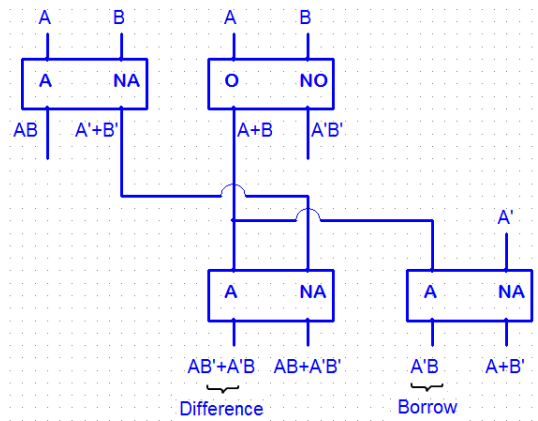 A B A B
A NA O NO
AB A'+B' A+B A'B'
A'
A NA A NA
AB'+A'B AB+A'B' A'B A+B'
Difference Borrow